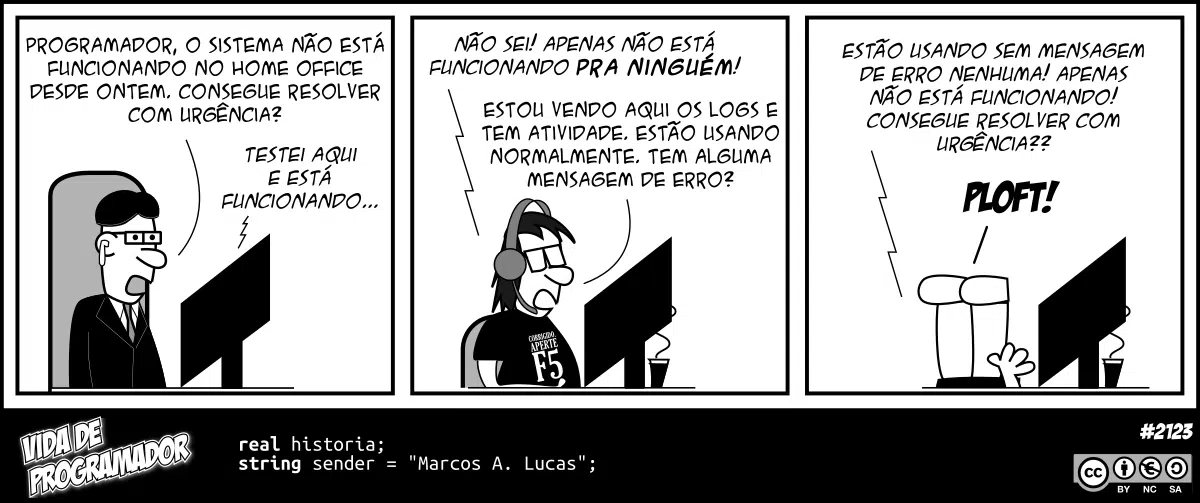 PROGRAMADOR, O SISTEMA NÃO ESTÁ
FUNCIONANDO NO HOME OFFICE
DESDE ONTEM. CONSEGUE RESOLVER
COM URGÊNCIA?
TESTEI AQUI
E ESTÁ
FUNCIONANDO...
NÃO SEI! APENAS NÃO ESTÁ
FUNCIONANDO PRA NINGUÉM!
ESTOU VENDO AQUI OS LOGS E
TEM ATIVIDADE. ESTÃO USANDO
NORMALMENTE. TEM ALGUMA
MENSAGEM DE ERRO?
CORRIGIDO.
APERTE
F5
ESTÃO USANDO SEM MENSAGEM
DE ERRO NENHUMA! APENAS
NÃO ESTÁ FUNCIONANDO!
CONSEGUE RESOLVER COM
URGÊNCIA??
PLOFT!
VIDA DE
PROGRAMADOR
real historia;
string sender = "Marcos A. Lucas";
#2123
cc
BY NC SA